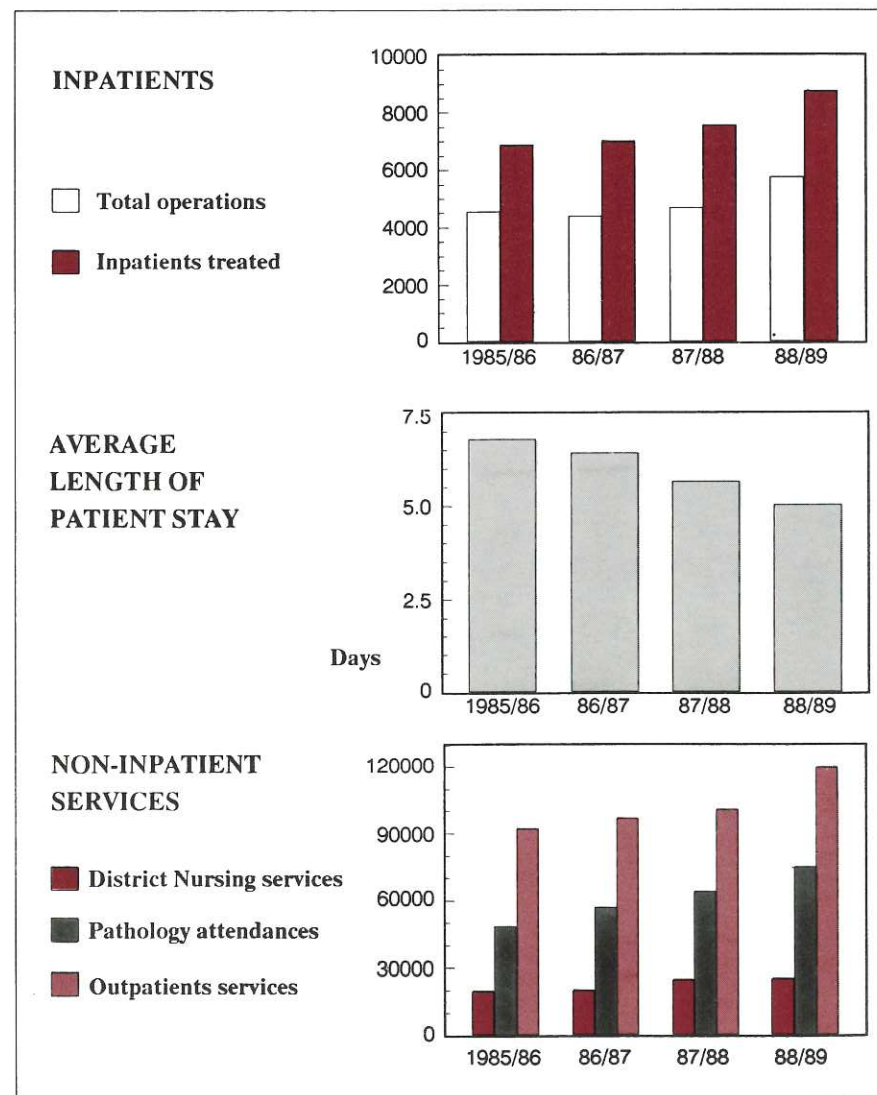 INPATIENTS
Total operations
Inpatients treated
10000
8000
6000
4000
2000
0
1985/86 86/87 87/88 88/89
AVERAGE
LENGTH OF
PATIENT STAY
Days
7.5
5.0
2.5
0
1985/86 86/87 87/88 88/89
NON-INPATIENT
SERVICES
District Nursing services
Pathology attendances
Outpatients services
120000
90000
60000
30000
0
1985/86 86/87 87/88 88/89